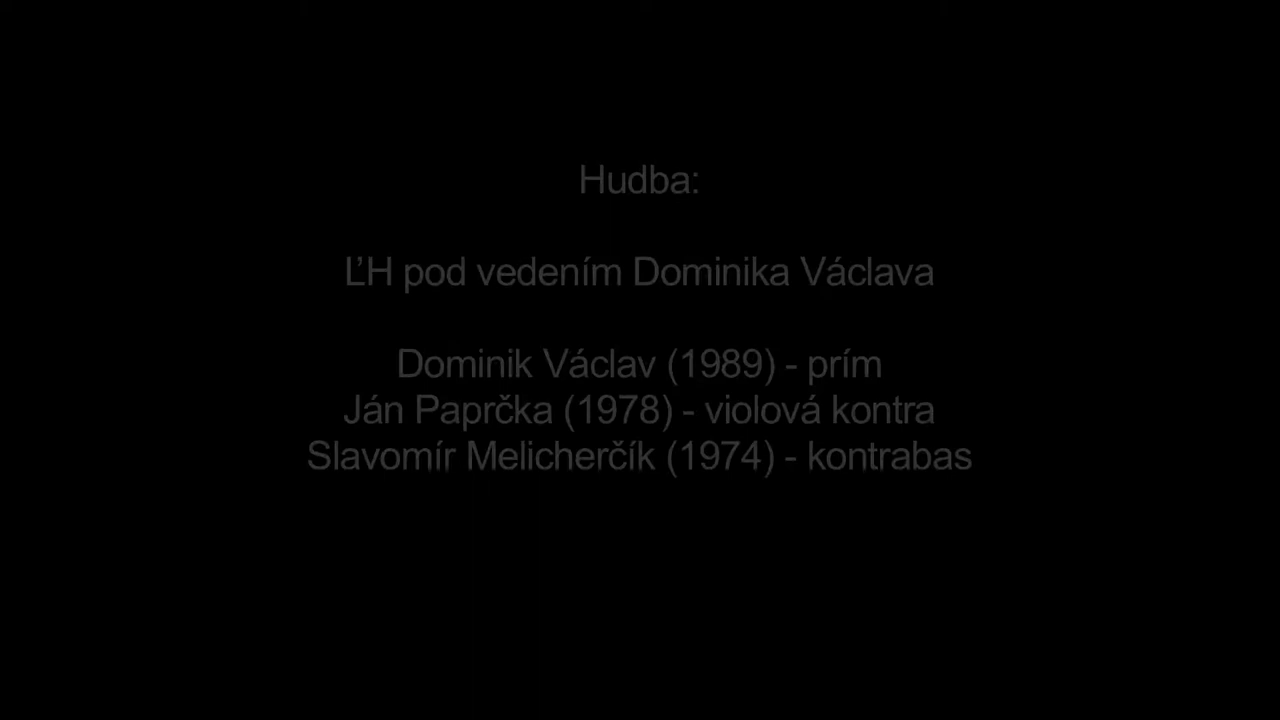 Hudba:
ĽH pod vedením Dominika Václava
Dominik Václav (1989) - prím
Ján Paprčka (1978) - violová kontra
Slavomír Melicherčík (1974) - kontrabas